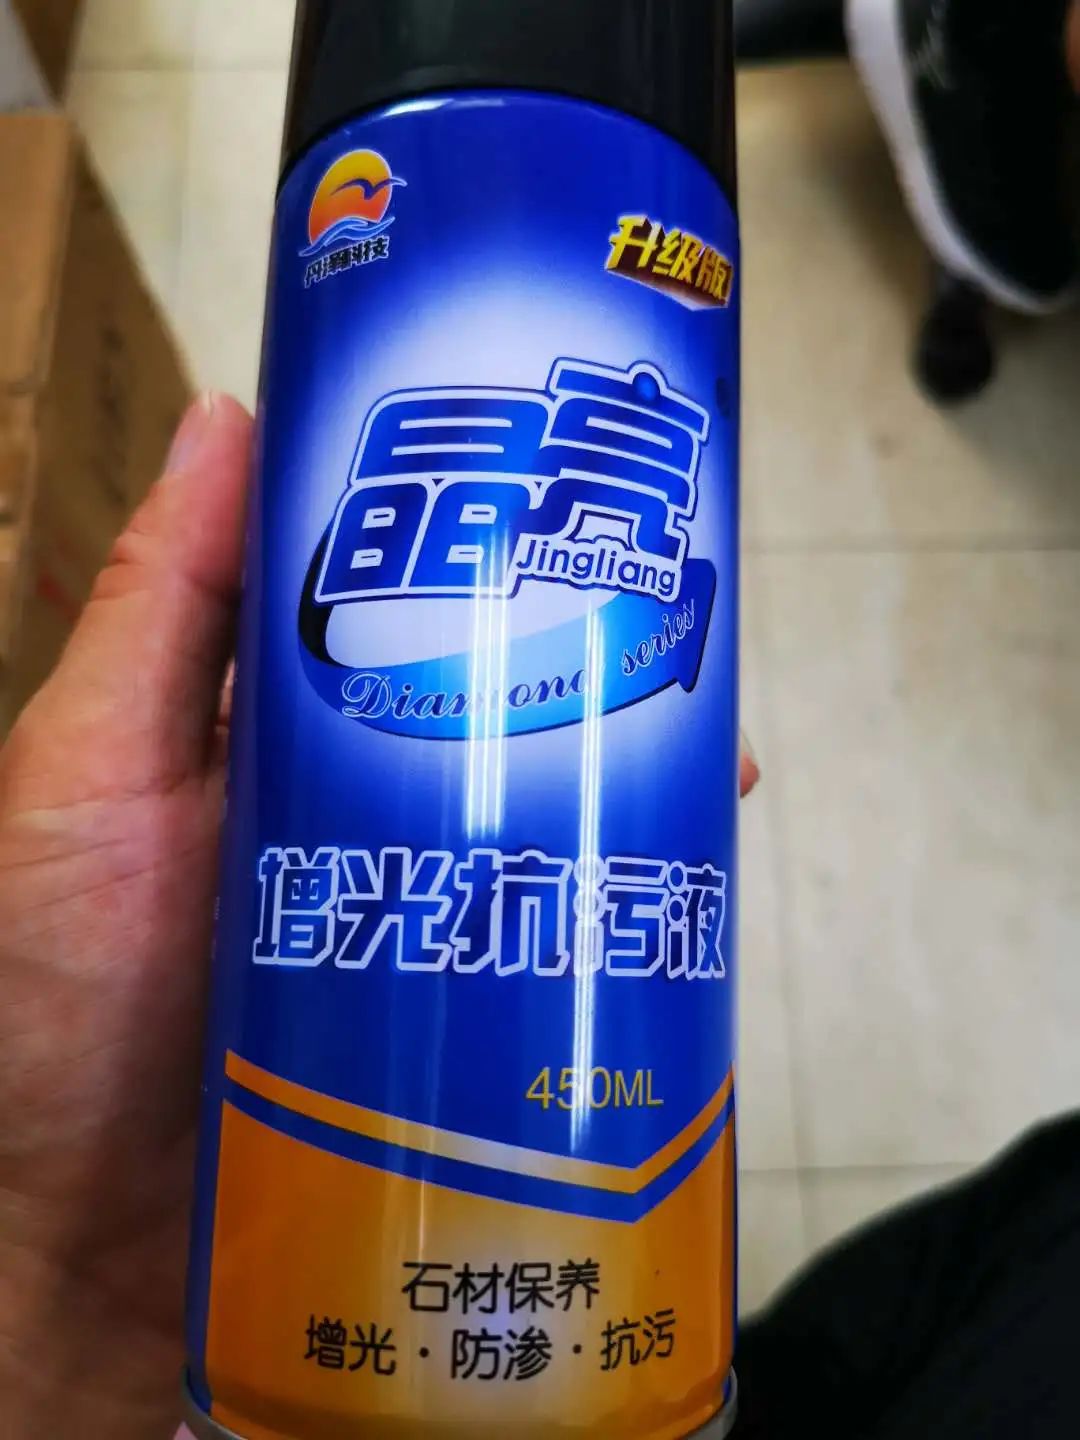 丹泽科技
升级版
晶亮
Jingliang
Diamond series
增光抗污液
450ML
石材保养
增光·防渗·抗污